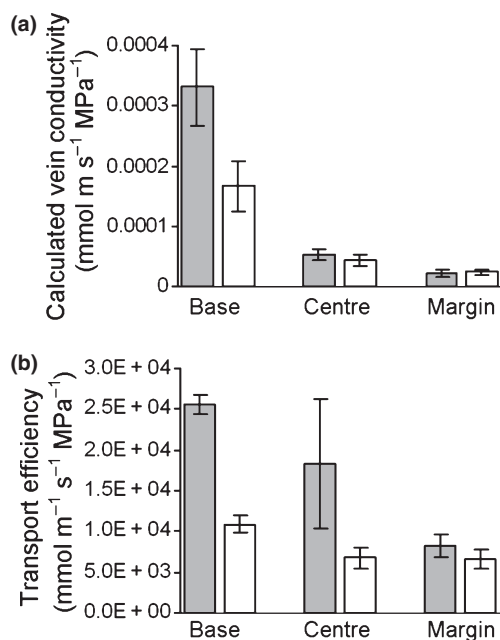 (a)
Calculated vein conductivity
(mmol m s⁻¹ MPa⁻¹)
0.0004
0.0003
0.0002
0.0001
0
Base Centre Margin
(b)
Transport efficiency
(mmol m⁻¹ s⁻¹ MPa⁻¹)
3.0E + 04
2.5E + 04
2.0E + 04
1.5E + 04
1.0E + 04
5.0E + 03
0.0E + 00
Base Centre Margin